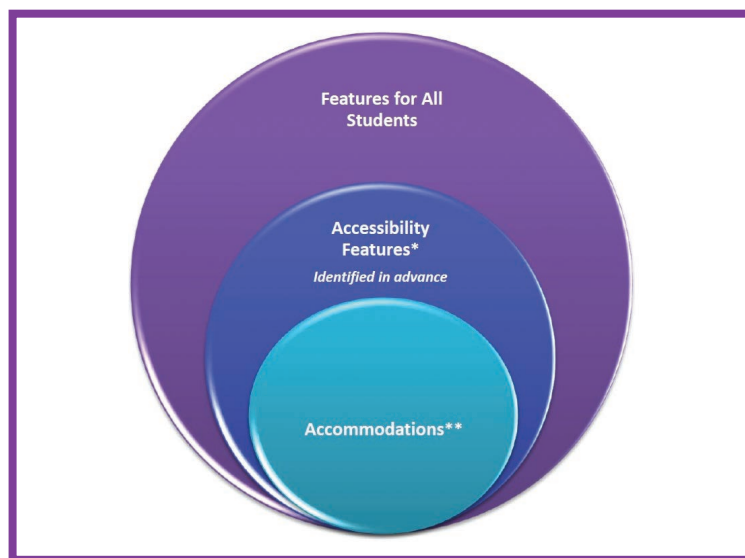 Features for All
Students
Accessibility
Features*
Identified in advance
Accommodations**